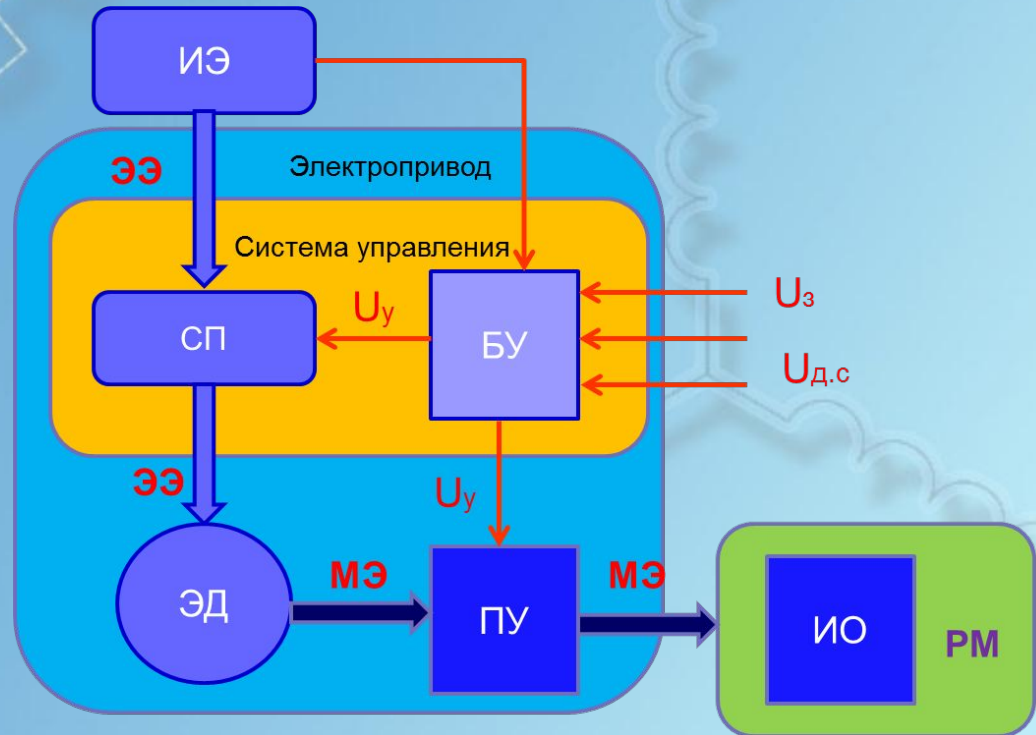 ИЭ
ЭЭ
Электропривод
Система управления
СП
Uу
БУ
Uз
Uд.с
ЭЭ
Uу
ЭД
МЭ
ПУ
МЭ
ИО
РМ